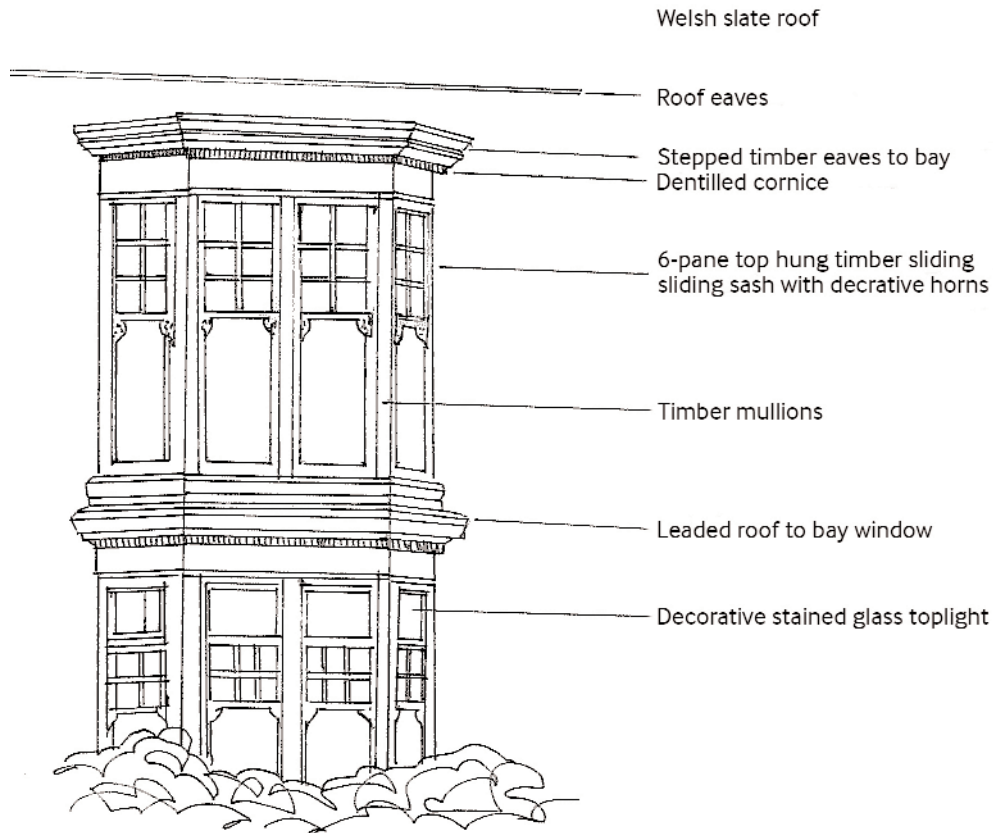 Welsh slate roof
Roof eaves
Stepped timber eaves to bay
Dentilled cornice
6-pane top hung timber sliding
sliding sash with decrative horns
Timber mullions
Leaded roof to bay window
Decorative stained glass toplight